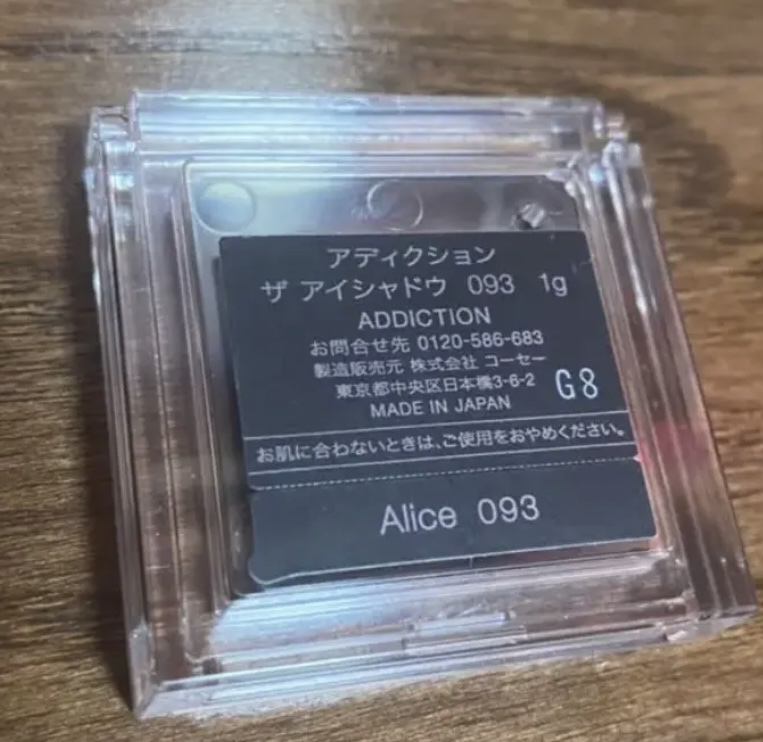 アディクション
ザ アイシャドウ 093 1g
ADDICTION
お問合せ先 0120-586-683
製造販売元 株式会社 コーセー
東京都中央区日本橋3-6-2
G8
MADE IN JAPAN
お肌に合わないときは、ご使用をおやめください。
Alice 093